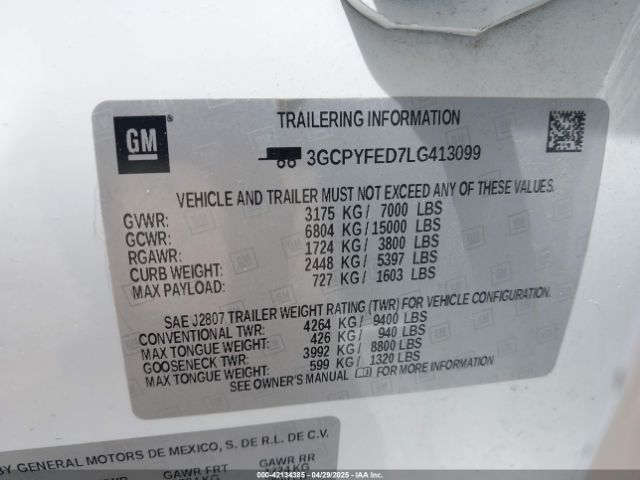 GM
®
TRAILERING INFORMATION
3GCPYFED7LG413099
VEHICLE AND TRAILER MUST NOT EXCEED ANY OF THESE VALUES.
GVWR: 3175 KG / 7000 LBS
GCWR: 6804 KG / 15000 LBS
RGAWR: 1724 KG / 3800 LBS
CURB WEIGHT: 2448 KG / 5397 LBS
MAX PAYLOAD: 727 KG / 1603 LBS
SAE J2807 TRAILER WEIGHT RATING (TWR) FOR VEHICLE CONFIGURATION.
CONVENTIONAL TWR: 4264 KG / 9400 LBS
MAX TONGUE WEIGHT: 426 KG / 940 LBS
GOOSENECK TWR: 3992 KG / 8800 LBS
MAX TONGUE WEIGHT: 599 KG / 1320 LBS
SEE OWNER'S MANUAL FOR MORE INFORMATION
BY GENERAL MOTORS DE MEXICO, S. DE R.L. DE C.V.
GAWR FRT GAWR RR
000-42134385 - 04/29/2025 - IAAI.COM